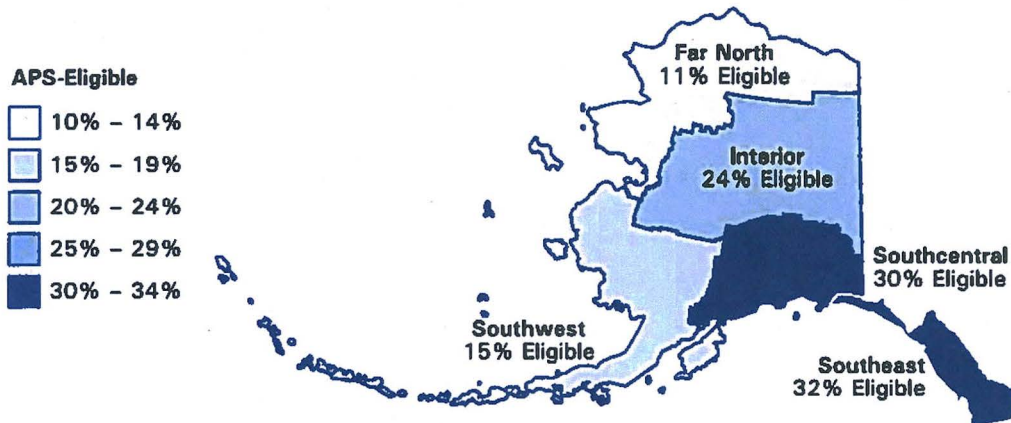 Far North
11% Eligible
APS-Eligible
10% – 14%
15% – 19%
20% – 24%
25% – 29%
30% – 34%
Interior
24% Eligible
Southcentral
30% Eligible
Southwest
15% Eligible
Southeast
32% Eligible